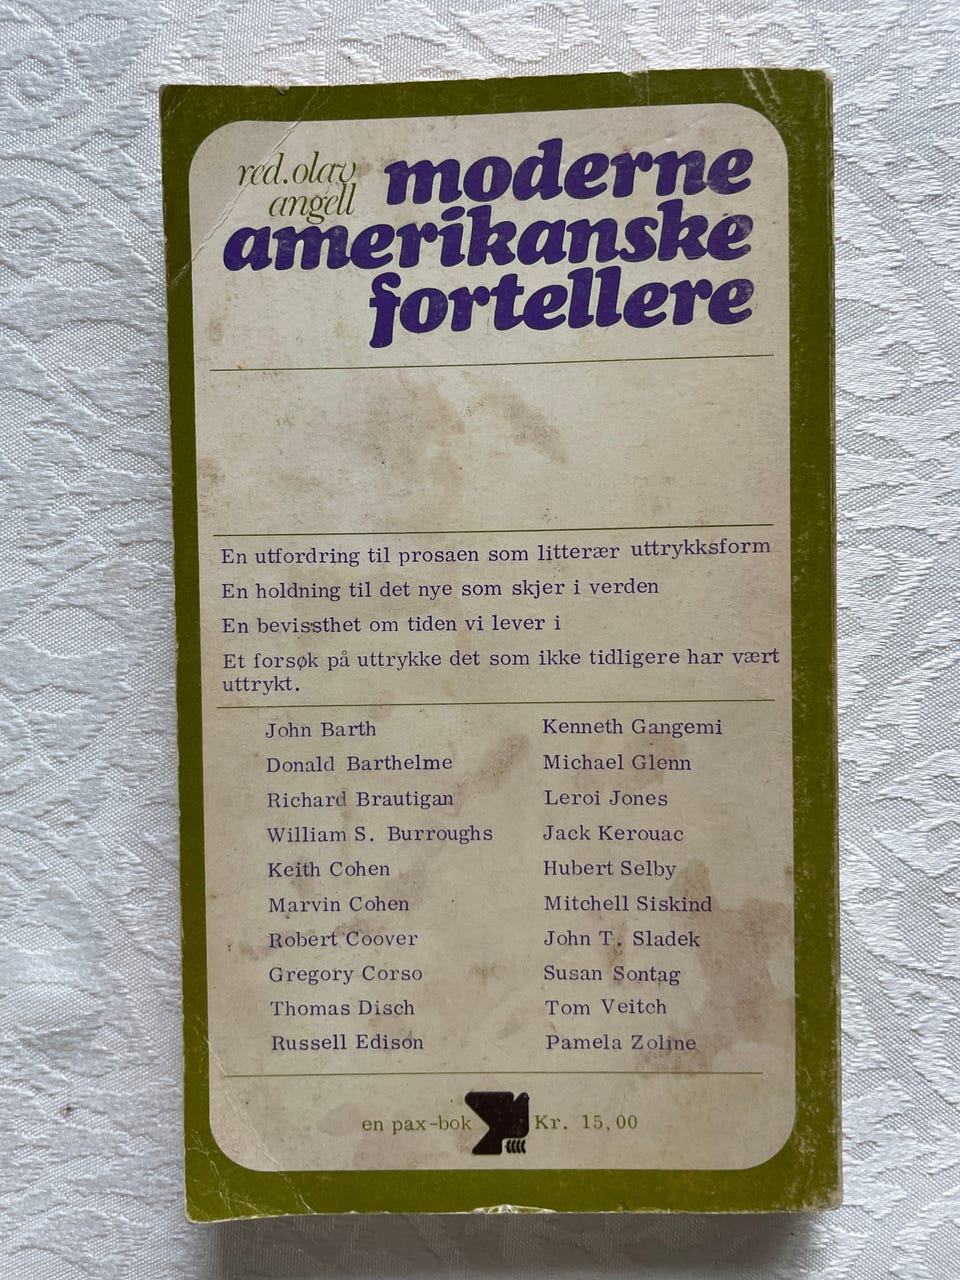 red. olav
angell
moderne
amerikanske
fortellere
En utfordring til prosaen som litterær uttrykksform
En holdning til det nye som skjer i verden
En bevissthet om tiden vi lever i
Et forsøk på uttrykke det som ikke tidligere har vært
uttrykt.
John Barth
Donald Barthelme
Richard Brautigan
William S. Burroughs
Keith Cohen
Marvin Cohen
Robert Coover
Gregory Corso
Thomas Disch
Russell Edison
Kenneth Gangemi
Michael Glenn
Leroi Jones
Jack Kerouac
Hubert Selby
Mitchell Siskind
John T. Sladek
Susan Sontag
Tom Veitch
Pamela Zoline
en pax-bok Kr. 15,00